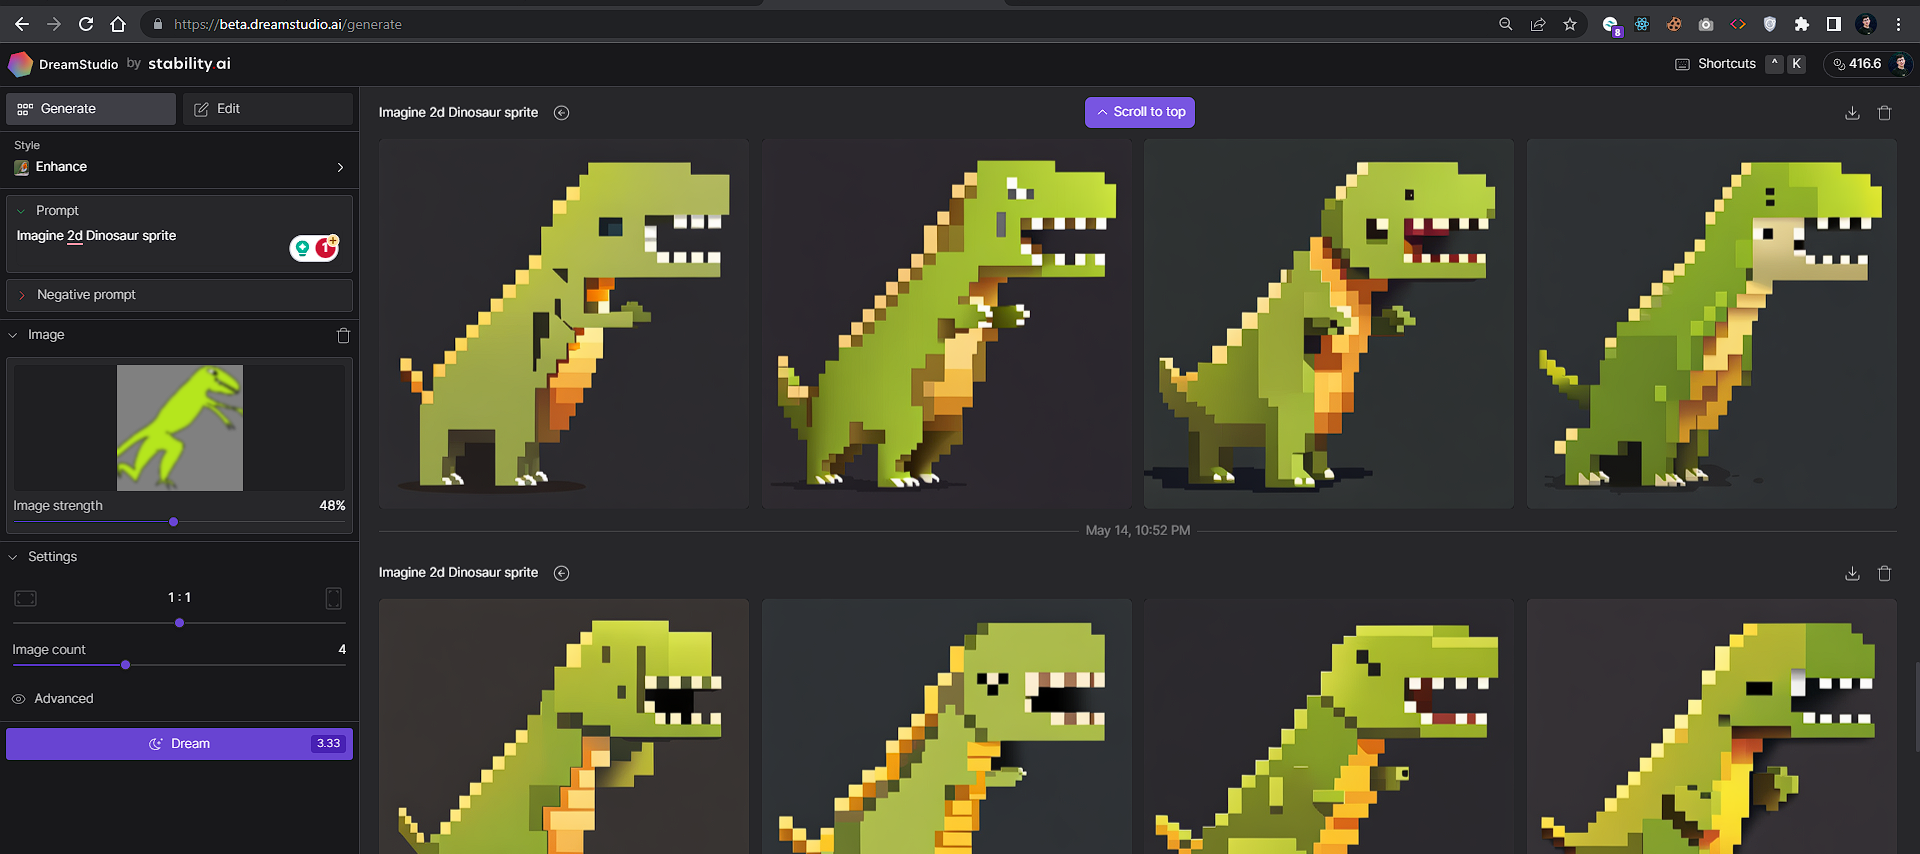 https://beta.dreamstudio.ai/generate
8
DreamStudio by stability.ai
Shortcuts ^ K 416.6
Generate Edit
Style
Enhance
Prompt
Imagine 2d Dinosaur sprite
1
Negative prompt
Image
Image strength 48%
Settings
1 : 1
Image count 4
Advanced
Dream 3.33
Imagine 2d Dinosaur sprite
Scroll to top
May 14, 10:52 PM
Imagine 2d Dinosaur sprite